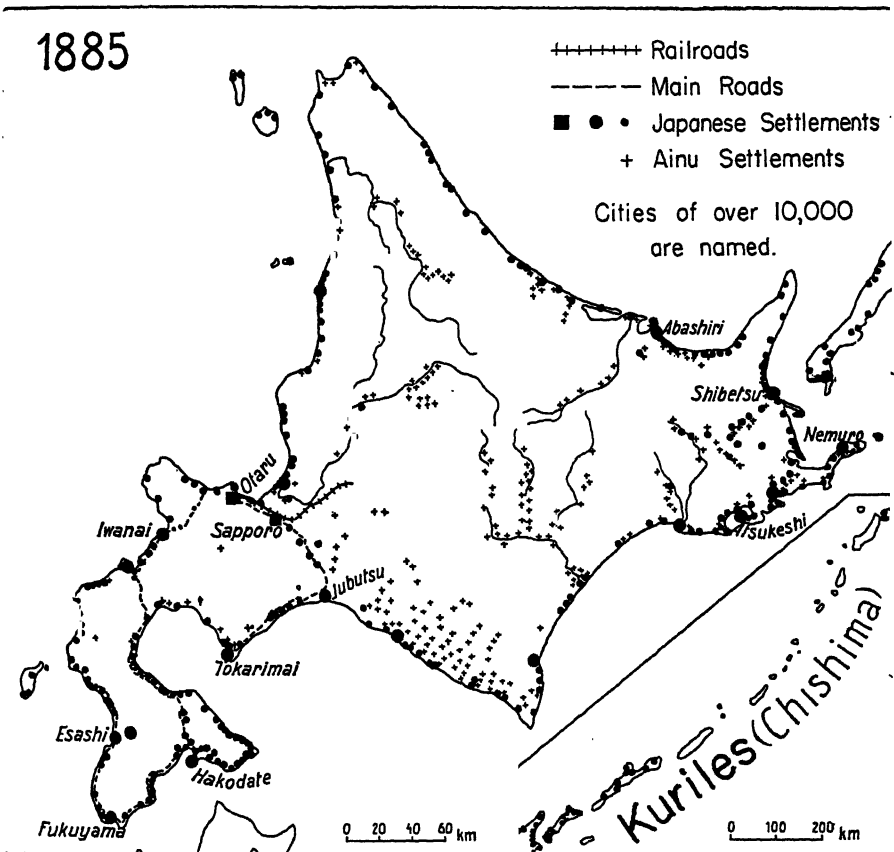 1885
Railroads
Main Roads
Japanese Settlements
Ainu Settlements
Cities of over 10,000
are named.
Abashiri
Shibetsu
Nemuro
Otaru
Iwanai
Sapporo
Atsukeshi
Jubutsu
Tokarimai
Esashi
Hakodate
Fukuyama
Kuriles (Chishima)
0 20 40 60 km
0 100 200 km